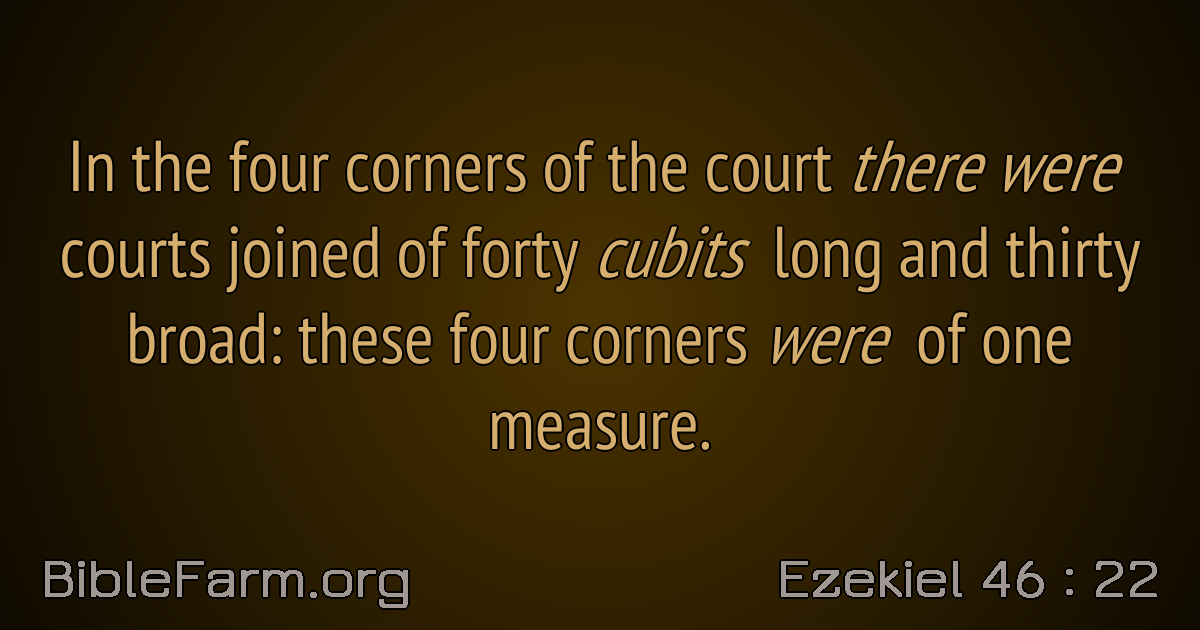 In the four corners of the court there were
courts joined of forty cubits long and thirty
broad: these four corners were of one
measure.
BibleFarm.org
Ezekiel 46 : 22